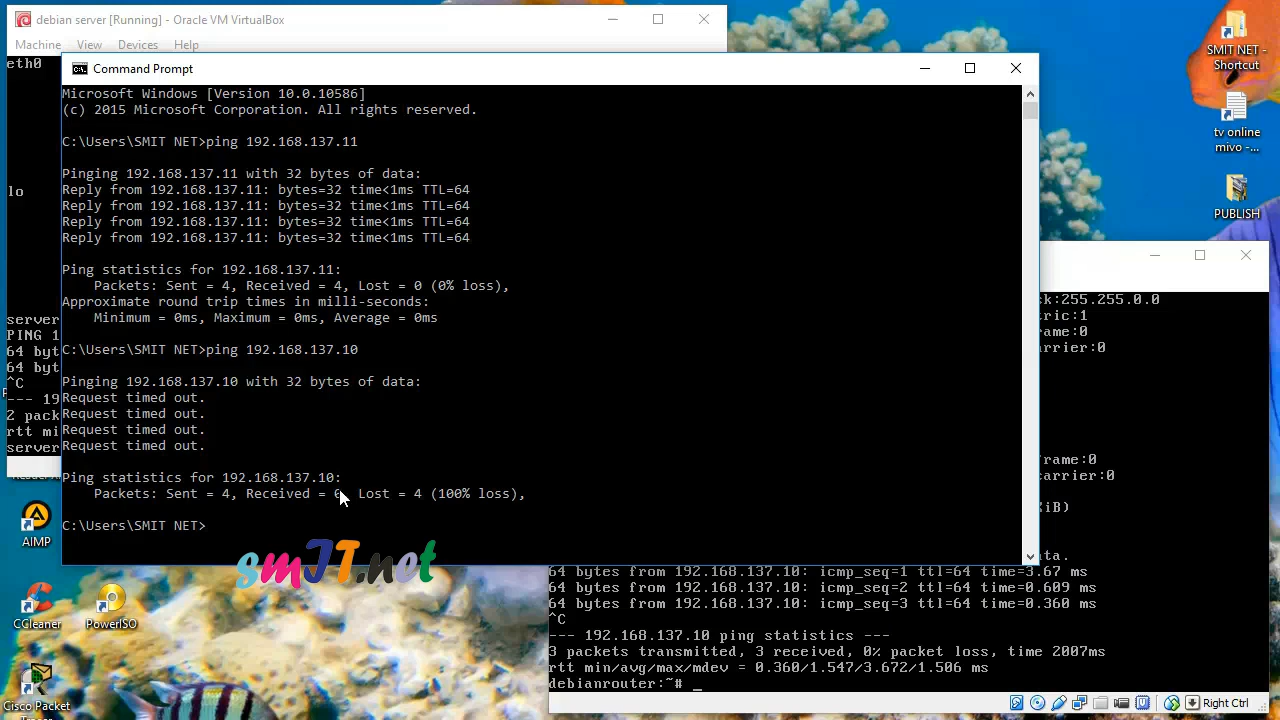 debian server [Running] - Oracle VM VirtualBox
Machine View Devices Help
eth0
lo
server
PING 1
64 byt
64 byt
^C
--- 19
2 pack
rtt mi
server
Command Prompt
Microsoft Windows [Version 10.0.10586]
(c) 2015 Microsoft Corporation. All rights reserved.
C:\Users\SMIT NET>ping 192.168.137.11
Pinging 192.168.137.11 with 32 bytes of data:
Reply from 192.168.137.11: bytes=32 time<1ms TTL=64
Reply from 192.168.137.11: bytes=32 time<1ms TTL=64
Reply from 192.168.137.11: bytes=32 time<1ms TTL=64
Reply from 192.168.137.11: bytes=32 time<1ms TTL=64
Ping statistics for 192.168.137.11:
Packets: Sent = 4, Received = 4, Lost = 0 (0% loss),
Approximate round trip times in milli-seconds:
Minimum = 0ms, Maximum = 0ms, Average = 0ms
C:\Users\SMIT NET>ping 192.168.137.10
Pinging 192.168.137.10 with 32 bytes of data:
Request timed out.
Request timed out.
Request timed out.
Request timed out.
Ping statistics for 192.168.137.10:
Packets: Sent = 4, Received = 0, Lost = 4 (100% loss),
C:\Users\SMIT NET>
smIT.net
SMIT NET -
Shortcut
tv online
mivo -...
PUBLISH
k:255.255.0.0
tric:1
ame:0
arrier:0
frame:0
carrier:0
iB)
ata.
64 bytes from 192.168.137.10: icmp_seq=1 ttl=64 time=3.67 ms
64 bytes from 192.168.137.10: icmp_seq=2 ttl=64 time=0.609 ms
64 bytes from 192.168.137.10: icmp_seq=3 ttl=64 time=0.360 ms
^C
--- 192.168.137.10 ping statistics ---
3 packets transmitted, 3 received, 0% packet loss, time 2007ms
rtt min/avg/max/mdev = 0.360/1.547/3.672/1.506 ms
debianrouter:~# _
Right Ctrl
AIMP
CCleaner
PowerISO
Cisco Packet